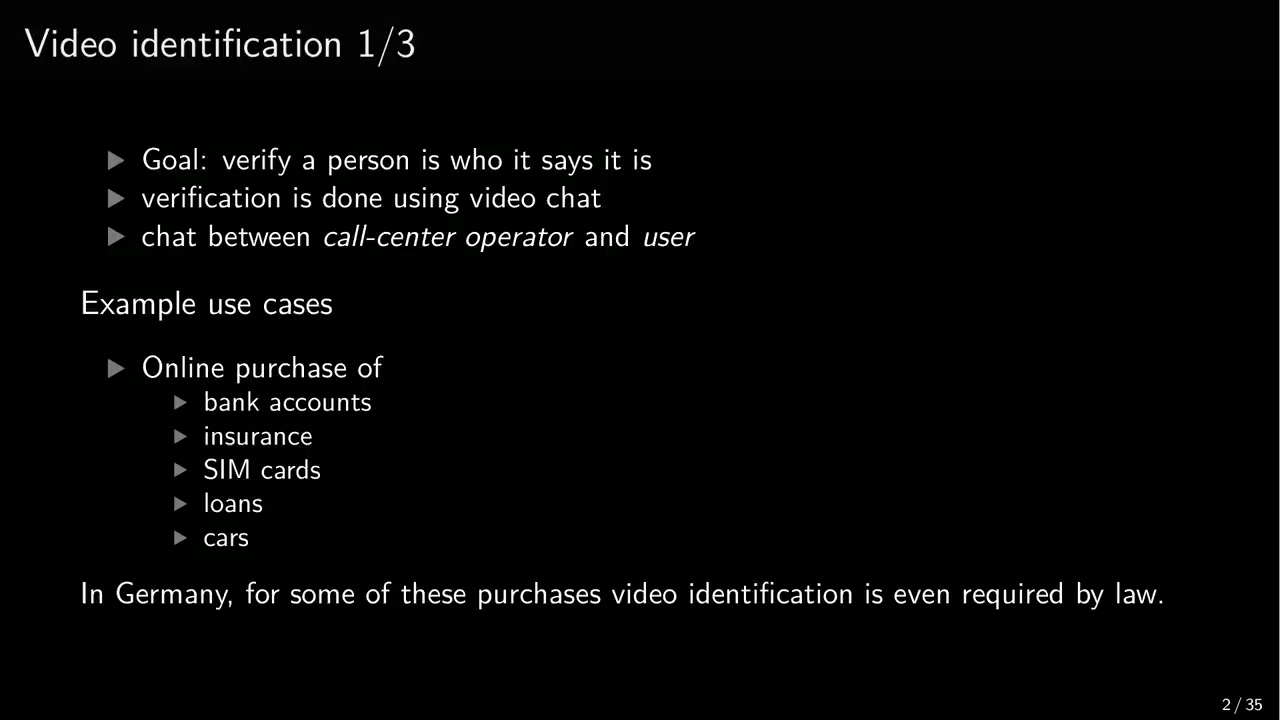 Video identification 1/3
▶ Goal: verify a person is who it says it is
▶ verification is done using video chat
▶ chat between call-center operator and user
Example use cases
▶ Online purchase of
▶ bank accounts
▶ insurance
▶ SIM cards
▶ loans
▶ cars
In Germany, for some of these purchases video identification is even required by law.
2 / 35